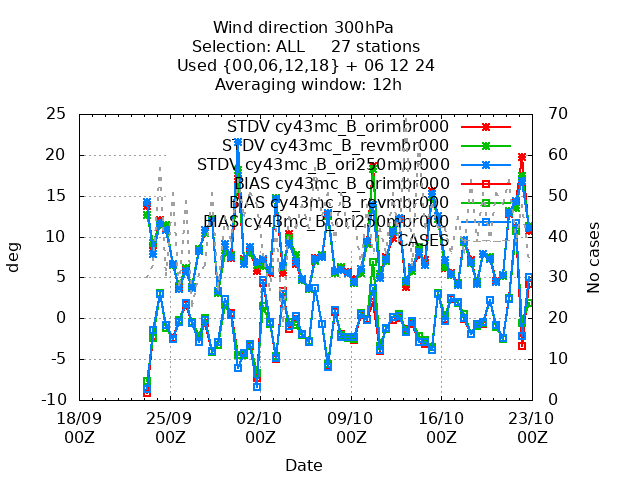 Wind direction 300hPa
Selection: ALL     27 stations
Used {00,06,12,18} + 06 12 24
Averaging window: 12h
STDV cy43mc_B_orimbr000
STDV cy43mc_B_revmbr000
STDV cy43mc_B_ori250mbr000
BIAS cy43mc_B_orimbr000
BIAS cy43mc_B_revmbr000
BIAS cy43mc_B_ori250mbr000
CASES
25
20
15
10
5
0
-5
-10
deg
70
60
50
40
30
20
10
0
No cases
18/09 25/09 02/10 09/10 16/10 23/10
00Z 00Z 00Z 00Z 00Z 00Z
Date